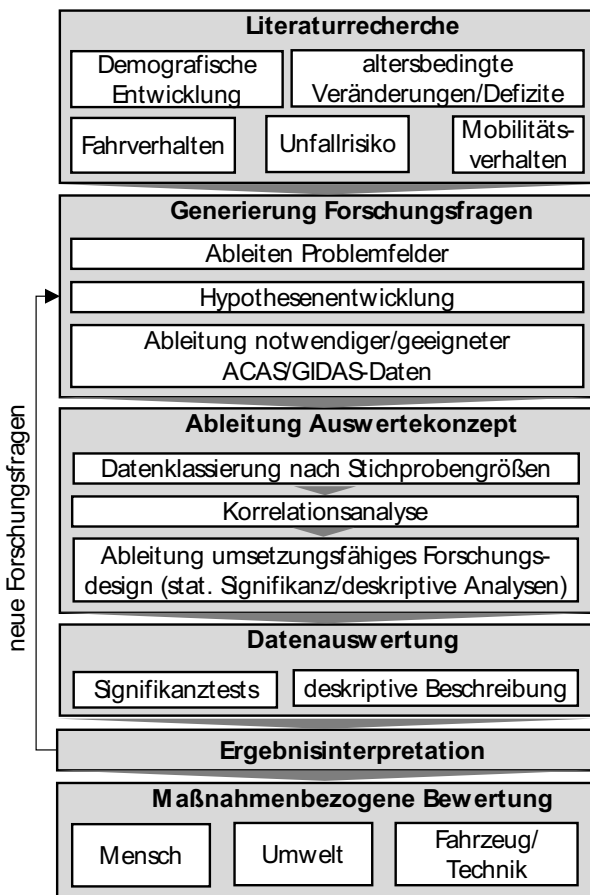 Literaturrecherche
Demografische
Entwicklung
altersbedingte
Veränderungen/Defizite
Fahrverhalten
Unfallrisiko
Mobilitäts-
verhalten
Generierung Forschungsfragen
Ableiten Problemfelder
Hypothesenentwicklung
Ableitung notwendiger/geeigneter
ACAS/GIDAS-Daten
Ableitung Auswertekonzept
Datenklassierung nach Stichprobengrößen
Korrelationsanalyse
Ableitung umsetzungsfähiges Forschungs-
design (stat. Signifikanz/deskriptive Analysen)
Datenauswertung
Signifikanztests
deskriptive Beschreibung
Ergebnisinterpretation
Maßnahmenbezogene Bewertung
Mensch
Umwelt
Fahrzeug/
Technik
neue Forschungsfragen